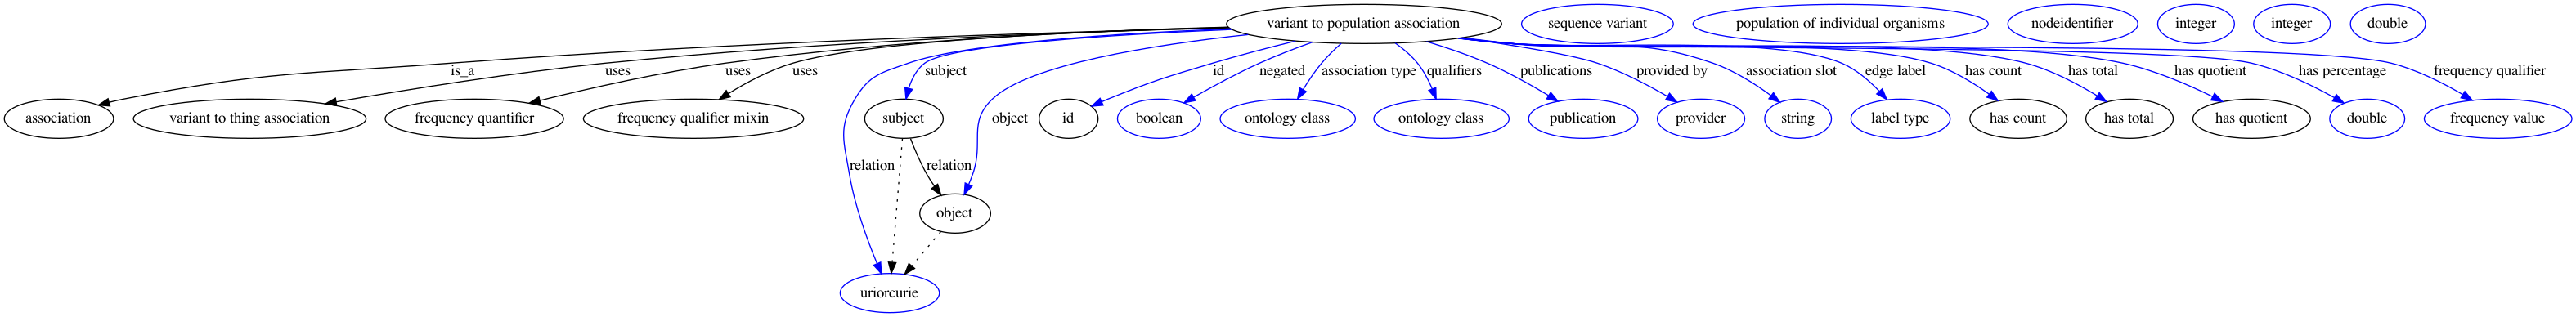 variant to population association
sequence variant
population of individual organisms
nodeidentifier
integer
integer
double
is_a
uses
uses
uses
subject
object
id
negated
association type
qualifiers
publications
provided by
association slot
edge label
has count
has total
has quotient
has percentage
frequency qualifier
association
variant to thing association
frequency quantifier
frequency qualifier mixin
subject
id
boolean
ontology class
ontology class
publication
provider
string
label type
has count
has total
has quotient
double
frequency value
relation
relation
object
uriorcurie